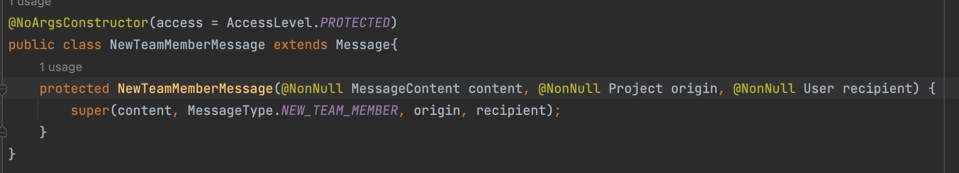 1 usage
@NoArgsConstructor(access = AccessLevel.PROTECTED)
public class NewTeamMemberMessage extends Message{
1 usage
protected NewTeamMemberMessage(@NonNull MessageContent content, @NonNull Project origin, @NonNull User recipient) {
super(content, MessageType.NEW_TEAM_MEMBER, origin, recipient);
}
}